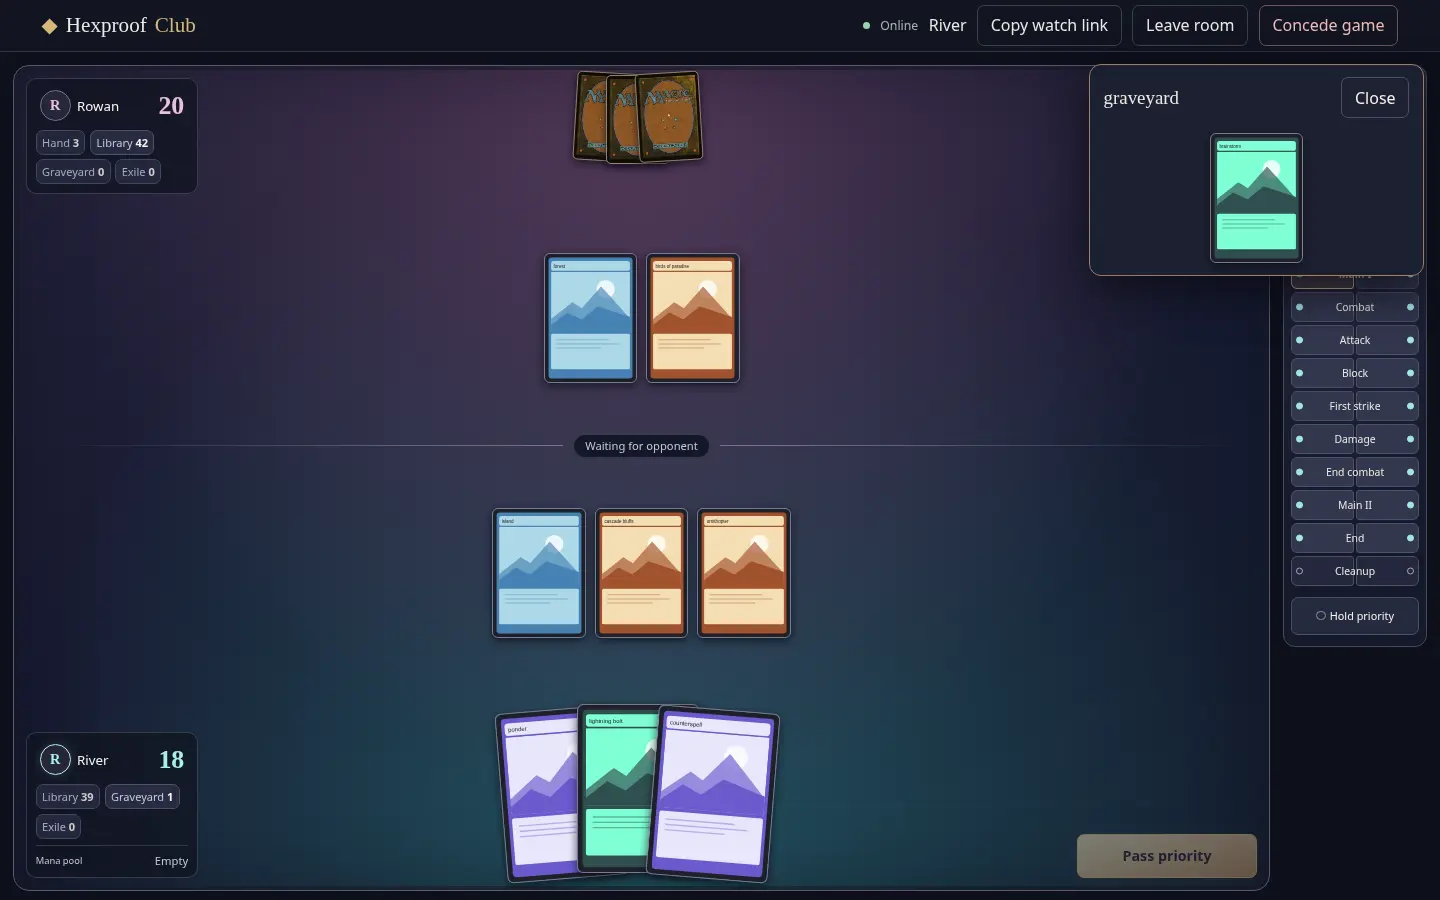 Hexproof Club
Online River Copy watch link Leave room Concede game
R Rowan 20
Hand 3 Library 42
Graveyard 0 Exile 0
graveyard Close
brainstorm
forest
birds of paradise
Waiting for opponent
island
cascade bluffs
ornithopter
Combat
Attack
Block
First strike
Damage
End combat
Main II
End
Cleanup
Hold priority
R River 18
Library 39 Graveyard 1
Exile 0
Mana pool Empty
ponder
lightning bolt
counterspell
Pass priority